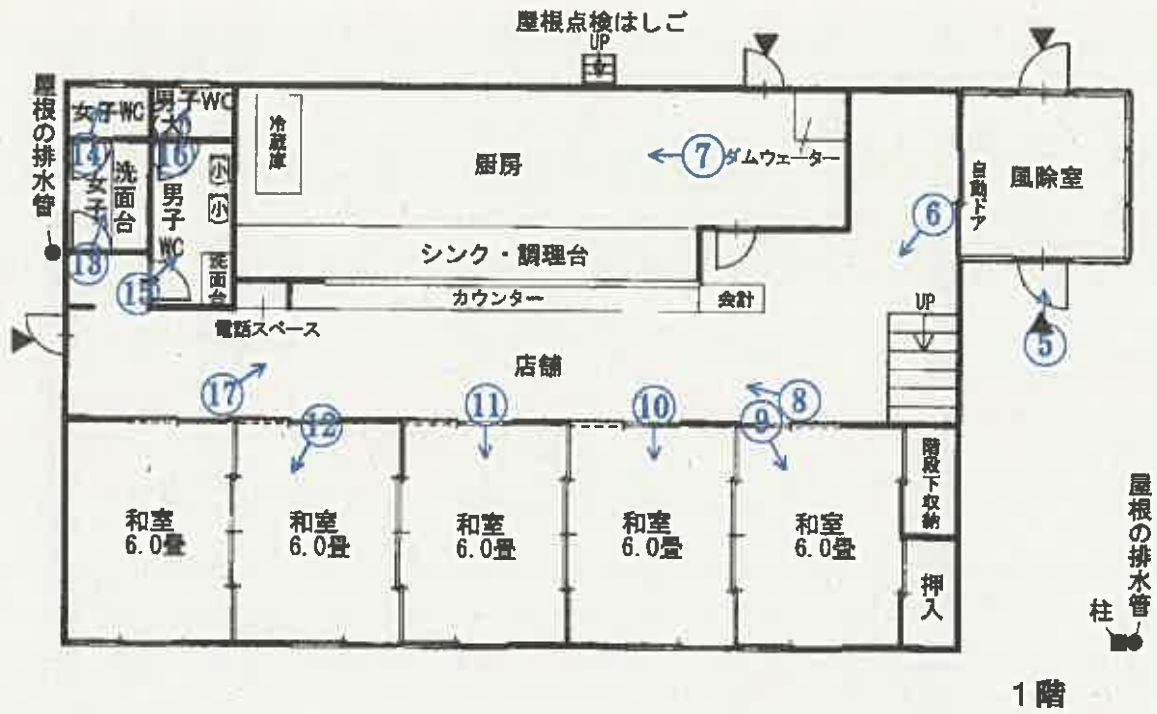 屋根点検はしご
UP
屋根の排水管
女子WC
男子WC
(大)
冷蔵庫
厨房
⑦
ダムウェーター
自動ドア
風除室
⑭
女子
洗面台
⑯
男子WC
(小)
(小)
⑥
シンク・調理台
⑬
⑮
洗面台
カウンター
会計
UP
⑤
電話スペース
店舗
⑰
⑫
⑪
⑩
⑨
⑧
階段下収納
和室
6.0畳
和室
6.0畳
和室
6.0畳
和室
6.0畳
和室
6.0畳
押入
屋根の排水管
柱
1階